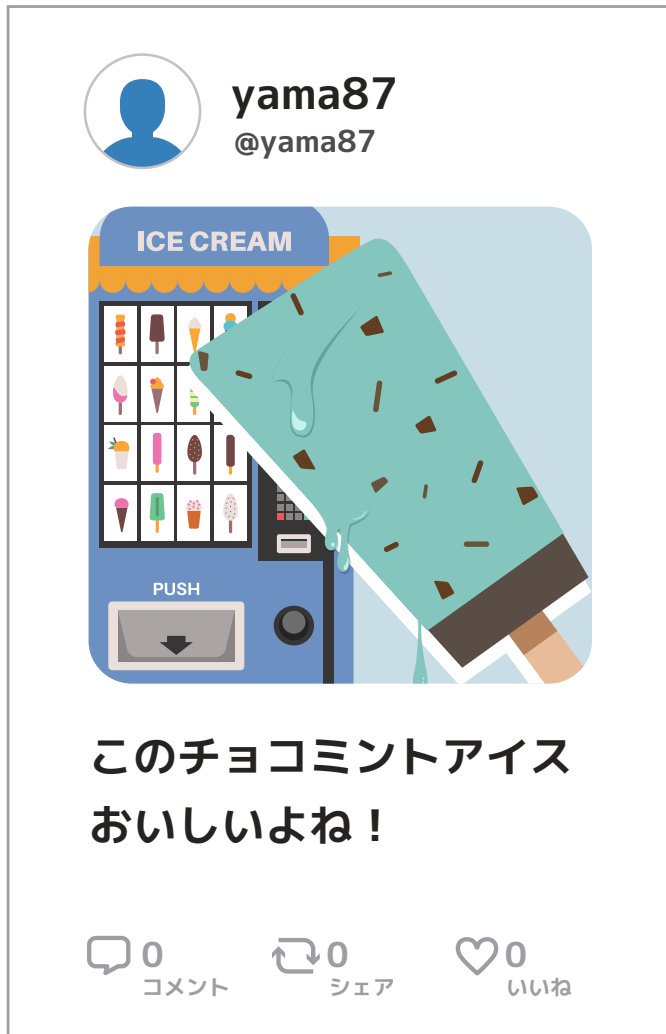 yama87
@yama87
ICE CREAM
PUSH
このチョコミントアイス
おいしいよね！
0
コメント
0
シェア
0
いいね